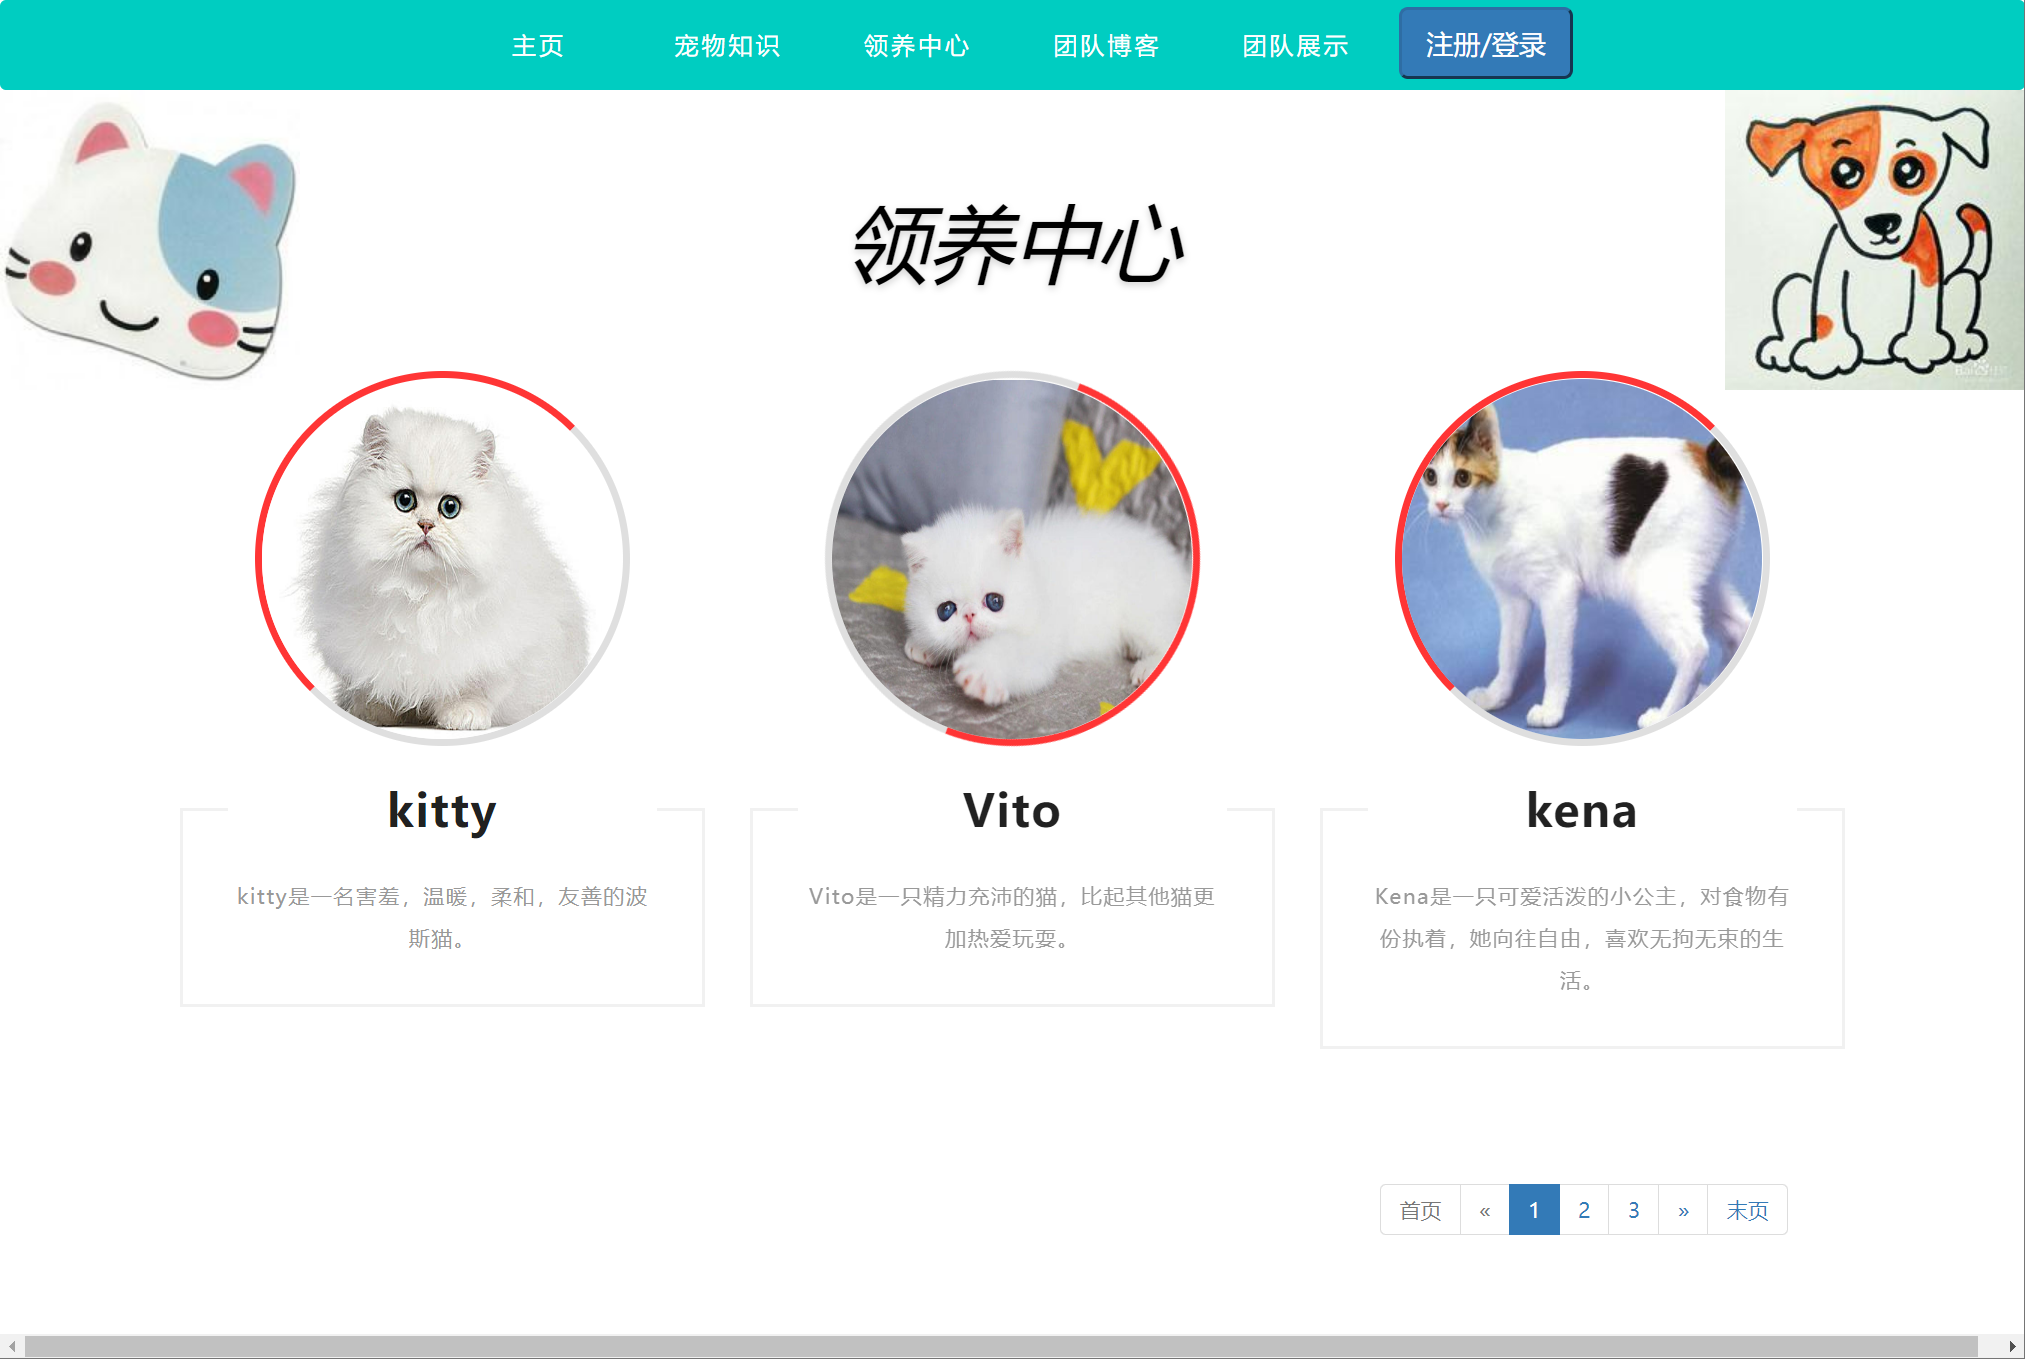 主页
宠物知识
领养中心
团队博客
团队展示
注册/登录
领养中心
kitty
kitty是一名害羞，温暖，柔和，友善的波
斯猫。
Vito
Vito是一只精力充沛的猫，比起其他猫更
加热爱玩耍。
kena
Kena是一只可爱活泼的小公主，对食物有
份执着，她向往自由，喜欢无拘无束的生
活。
首页 « 1 2 3 » 末页